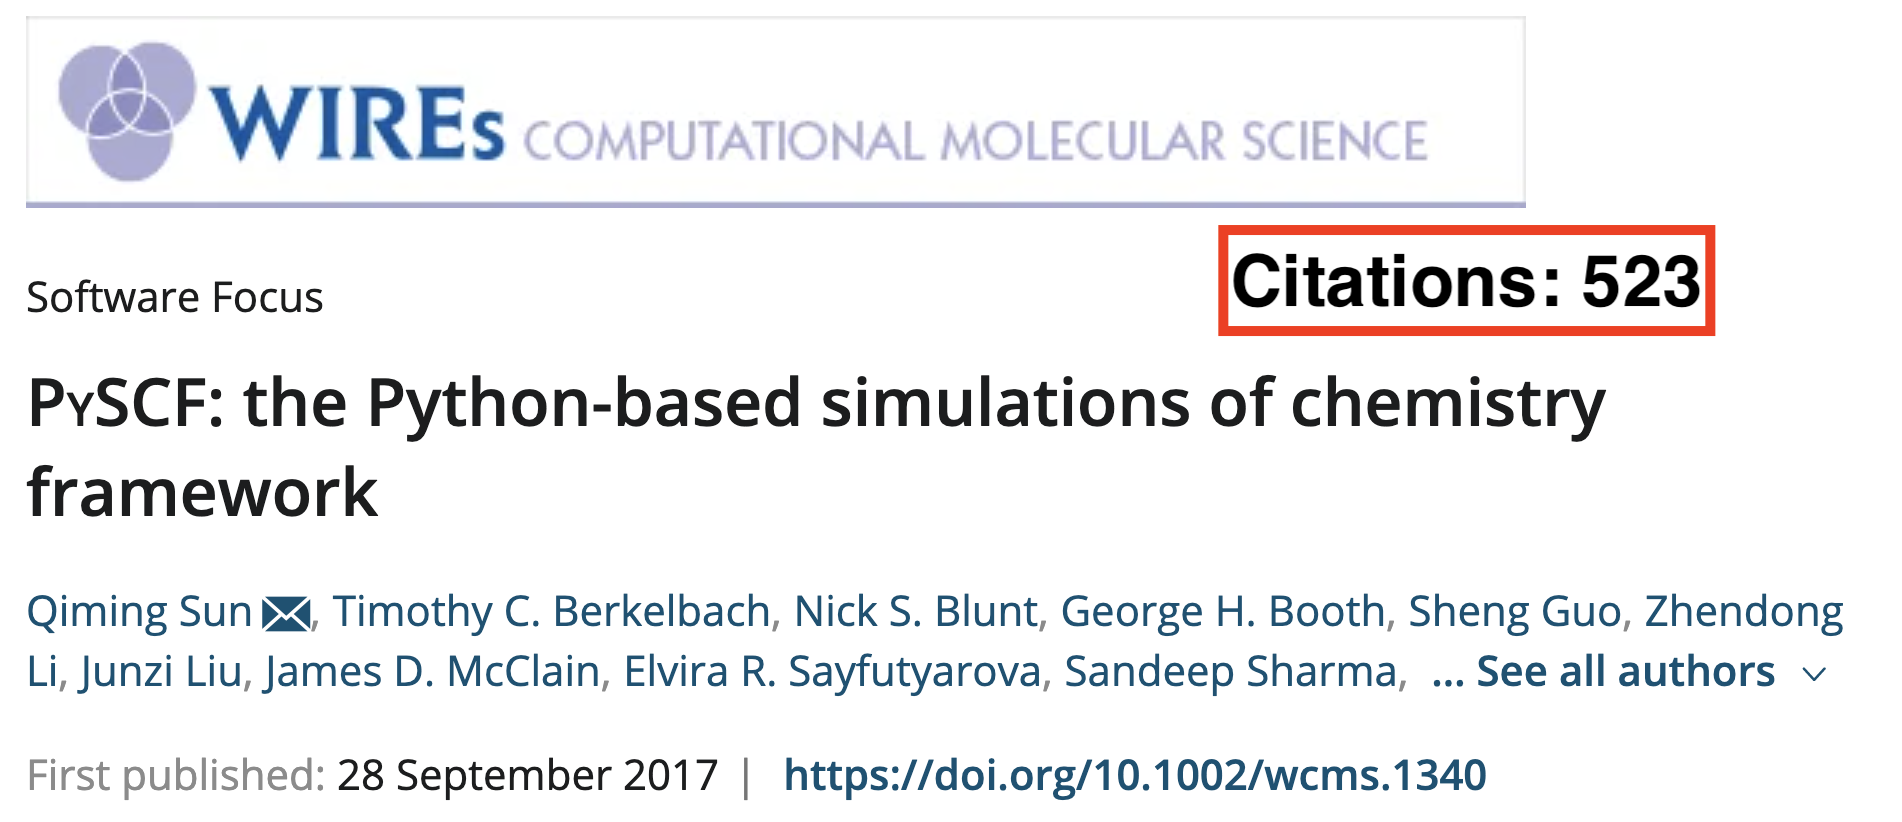 WIREs COMPUTATIONAL MOLECULAR SCIENCE
Citations: 523
Software Focus
PySCF: the Python-based simulations of chemistry
framework
Qiming Sun, Timothy C. Berkelbach, Nick S. Blunt, George H. Booth, Sheng Guo, Zhendong
Li, Junzi Liu, James D. McClain, Elvira R. Sayfutyarova, Sandeep Sharma, ... See all authors
First published: 28 September 2017 | https://doi.org/10.1002/wcms.1340